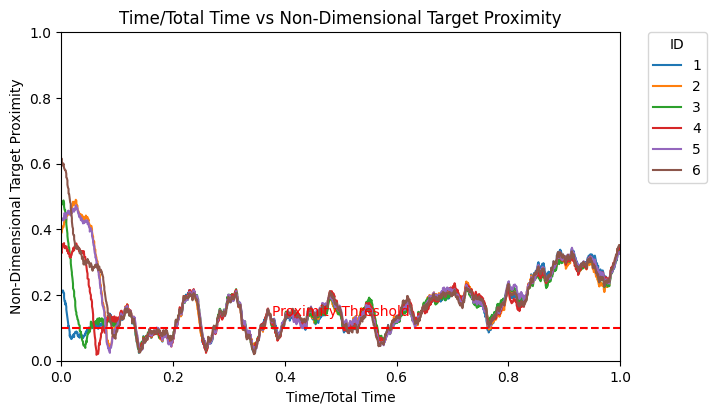 Time/Total Time vs Non-Dimensional Target Proximity
Non-Dimensional Target Proximity
1.0
0.8
0.6
0.4
0.2
0.0
Proximity Threshold
0.0 0.2 0.4 0.6 0.8 1.0
Time/Total Time
ID
1
2
3
4
5
6